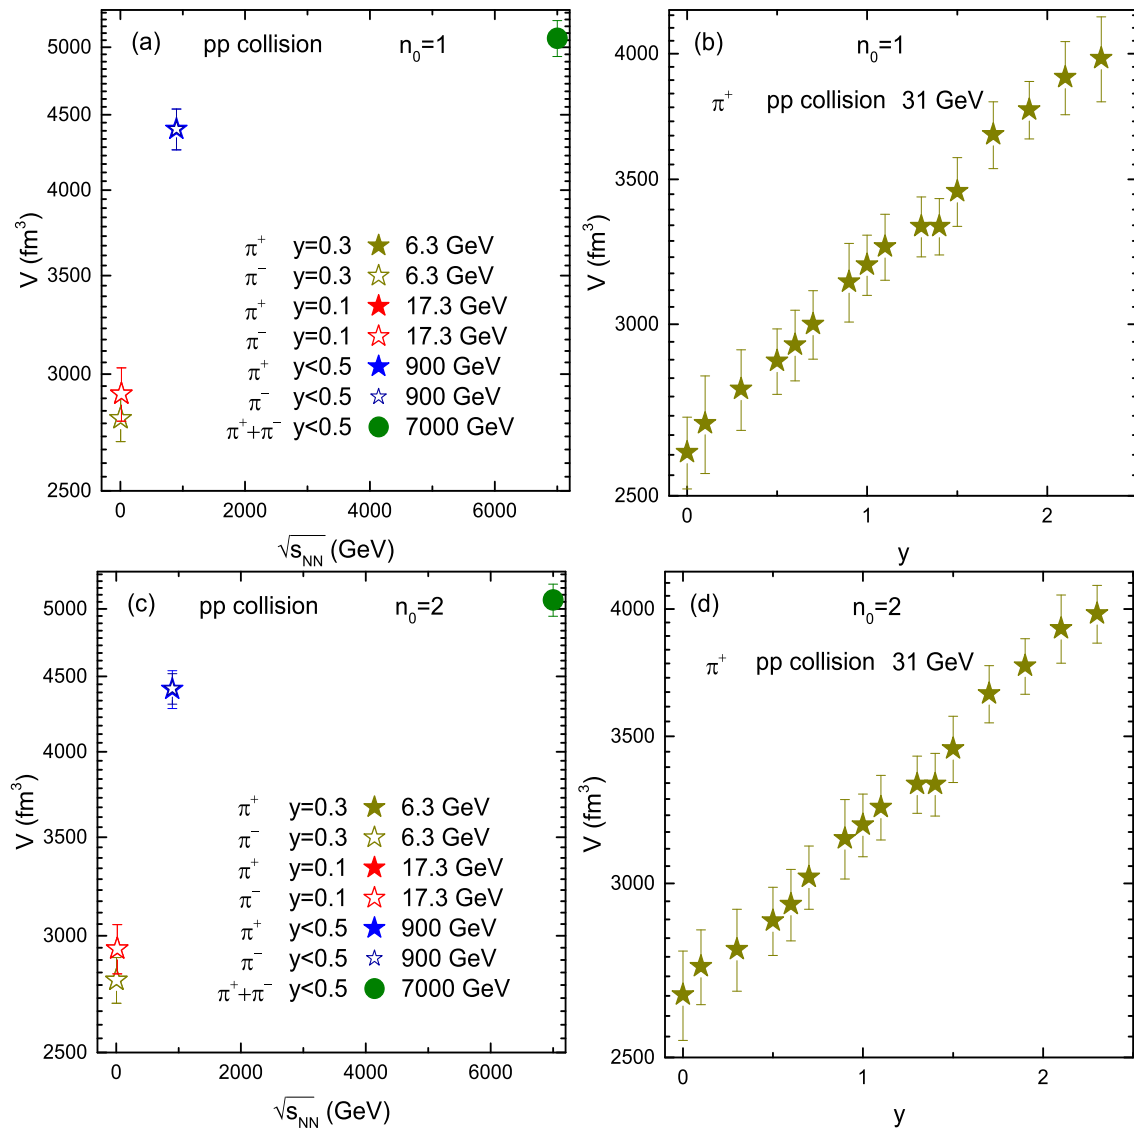 (a) pp collision n0=1
5000
4500
4000
3500
3000
2500
V (fm3)
π+ y=0.3 6.3 GeV
π− y=0.3 6.3 GeV
π+ y=0.1 17.3 GeV
π− y=0.1 17.3 GeV
π+ y<0.5 900 GeV
π− y<0.5 900 GeV
π++π− y<0.5 7000 GeV
0 2000 4000 6000
√sNN (GeV)
(b) n0=1
π+ pp collision 31 GeV
4000
3500
3000
2500
V (fm3)
0 1 2
y
(c) pp collision n0=2
5000
4500
4000
3500
3000
2500
V (fm3)
π+ y=0.3 6.3 GeV
π− y=0.3 6.3 GeV
π+ y=0.1 17.3 GeV
π− y=0.1 17.3 GeV
π+ y<0.5 900 GeV
π− y<0.5 900 GeV
π++π− y<0.5 7000 GeV
0 2000 4000 6000
√sNN (GeV)
(d) n0=2
π+ pp collision 31 GeV
4000
3500
3000
2500
V (fm3)
0 1 2
y